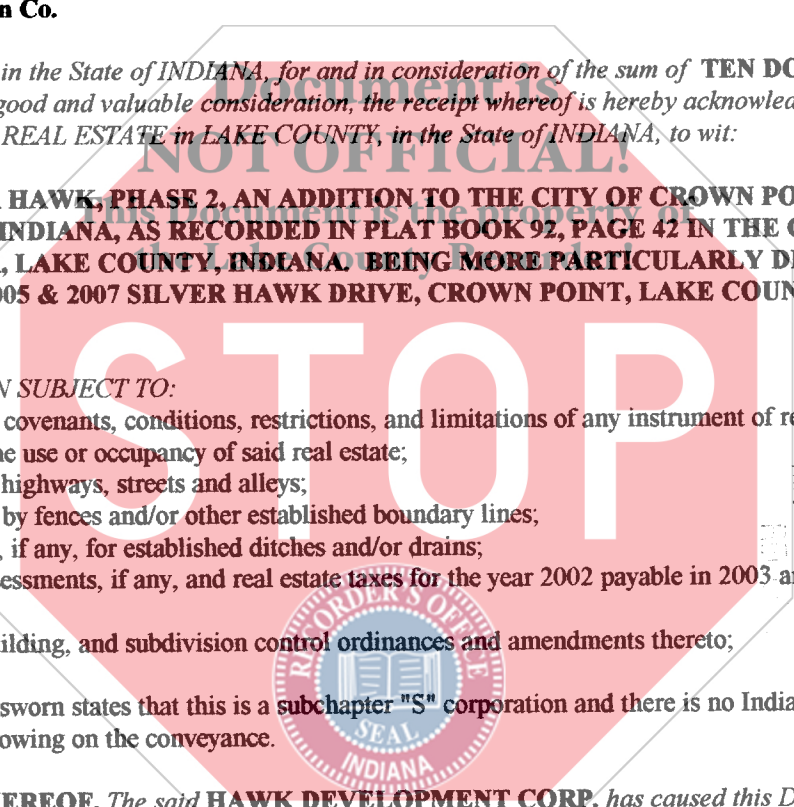 n Co.
in the State of INDIANA, for and in consideration of the sum of TEN DO
good and valuable consideration, the receipt whereof is hereby acknowled
REAL ESTATE in LAKE COUNTY, in the State of INDIANA, to wit:
Document is
NOT OFFICIAL!
This Document is the property of
the Lake County Recorder!
HAWK, PHASE 2, AN ADDITION TO THE CITY OF CROWN PO
INDIANA, AS RECORDED IN PLAT BOOK 92, PAGE 42 IN THE
, LAKE COUNTY, INDIANA. BEING MORE PARTICULARLY D
005 & 2007 SILVER HAWK DRIVE, CROWN POINT, LAKE COUN
STOP
N SUBJECT TO:
covenants, conditions, restrictions, and limitations of any instrument of re
he use or occupancy of said real estate;
highways, streets and alleys;
by fences and/or other established boundary lines;
, if any, for established ditches and/or drains;
essments, if any, and real estate taxes for the year 2002 payable in 2003 a
ilding, and subdivision control ordinances and amendments thereto;
sworn states that this is a subchapter "S" corporation and there is no India
owing on the conveyance.
RECORDER'S OFFICE
SEAL
INDIANA
EREOF, The said HAWK DEVELOPMENT CORP. has caused this D